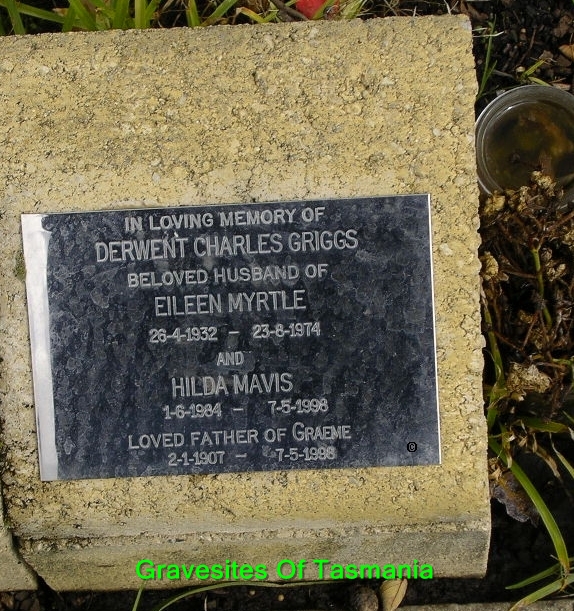 IN LOVING MEMORY OF
DERWENT CHARLES GRIGGS
BELOVED HUSBAND OF
EILEEN MYRTLE
26-4-1932 - 23-8-1974
AND
HILDA MAVIS
1-6-1984 - 7-5-1998
LOVED FATHER OF GRAEME
2-1-1907 - 7-5-1998
©
Gravesites Of Tasmania